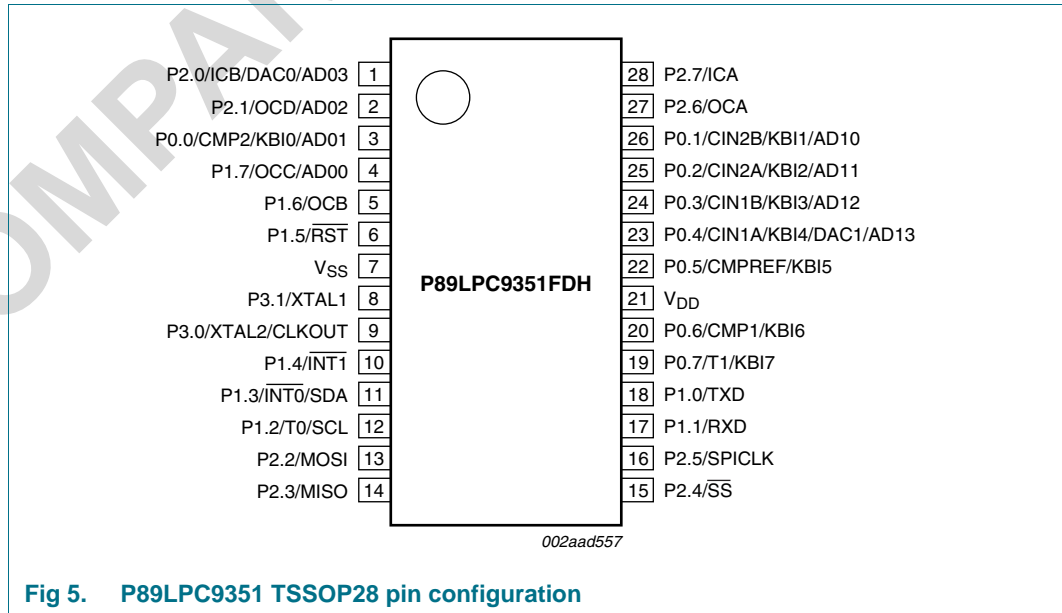 OMPAN
P2.0/ICB/DAC0/AD03 1
P2.1/OCD/AD02 2
P0.0/CMP2/KBI0/AD01 3
P1.7/OCC/AD00 4
P1.6/OCB 5
P1.5/R̅S̅T̅ 6
VSS 7
P3.1/XTAL1 8
P3.0/XTAL2/CLKOUT 9
P1.4/I̅N̅T̅1̅ 10
P1.3/I̅N̅T̅0̅/SDA 11
P1.2/T0/SCL 12
P2.2/MOSI 13
P2.3/MISO 14
P89LPC9351FDH
28 P2.7/ICA
27 P2.6/OCA
26 P0.1/CIN2B/KBI1/AD10
25 P0.2/CIN2A/KBI2/AD11
24 P0.3/CIN1B/KBI3/AD12
23 P0.4/CIN1A/KBI4/DAC1/AD13
22 P0.5/CMPREF/KBI5
21 VDD
20 P0.6/CMP1/KBI6
19 P0.7/T1/KBI7
18 P1.0/TXD
17 P1.1/RXD
16 P2.5/SPICLK
15 P2.4/S̅S̅
002aad557
Fig 5. P89LPC9351 TSSOP28 pin configuration